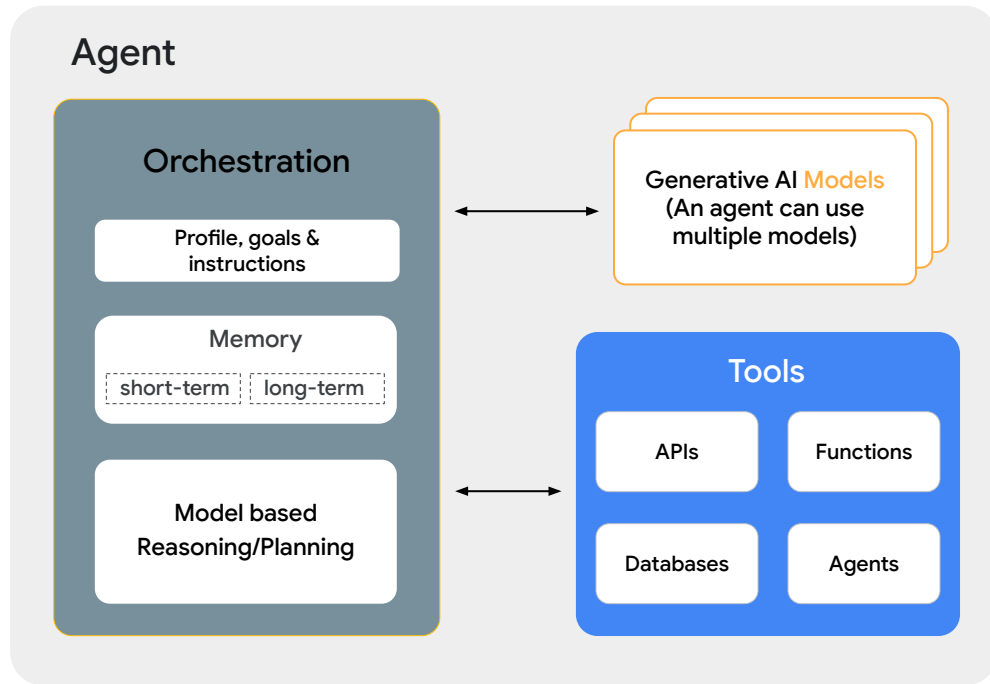 Agent
Orchestration
Profile, goals &
instructions
Memory
short-term
long-term
Model based
Reasoning/Planning
Generative AI Models
(An agent can use
multiple models)
Tools
APIs
Functions
Databases
Agents